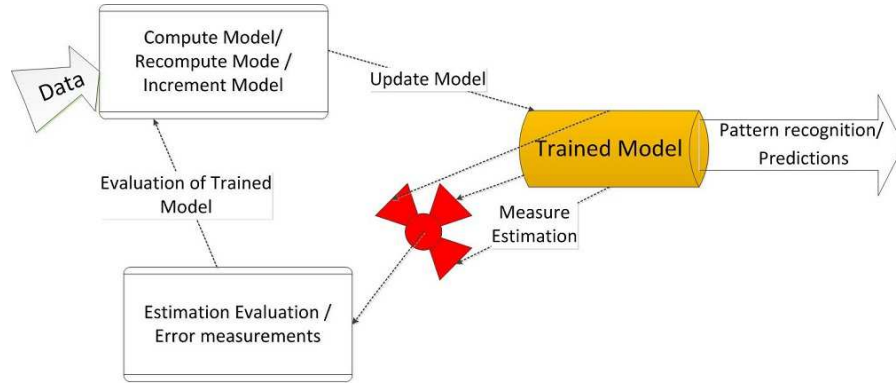 Data
Compute Model/
Recompute Mode /
Increment Model
Update Model
Trained Model
Pattern recognition/
Predictions
Evaluation of Trained
Model
Measure
Estimation
Estimation Evaluation /
Error measurements